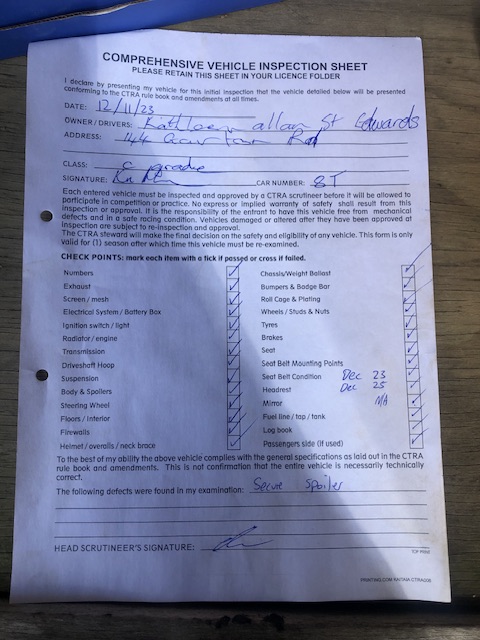 COMPREHENSIVE VEHICLE INSPECTION SHEET
PLEASE RETAIN THIS SHEET IN YOUR LICENCE FOLDER
I declare by presenting my vehicle for this initial inspection that the vehicle detailed below will be presented
conforming to the CTRA rule book and amendments at all times.
DATE: 12/11/23
OWNER/DRIVERS: Kathleen allan St Edwards
ADDRESS: 144 Road
CLASS: C grade
SIGNATURE: CAR NUMBER: 8T
Each entered vehicle must be inspected and approved by a CTRA scrutineer before it will be allowed to
participate in competition or practice. No express or implied warranty of safety shall result from this
inspection or approval. It is the responsibility of the entrant to have this vehicle free from mechanical
defects and in a safe racing condition. Vehicles damaged or altered after they have been approved at
inspection are subject to re-inspection and approval.
The CTRA steward will make the final decision on the safety and eligibility of any vehicle. This form is only
valid for (1) season after which time this vehicle must be re-examined.
CHECK POINTS: mark each item with a tick if passed or cross if failed.
Numbers Chassis/Weight Ballast
Exhaust Bumpers & Badge Bar
Screen / mesh Roll Cage & Plating
Electrical System / Battery Box Wheels / Studs & Nuts
Ignition switch / light Tyres
Radiator / engine Brakes
Transmission Seat
Driveshaft Hoop Seat Belt Mounting Points
Suspension Seat Belt Condition Dec 23
Body & Spoilers Headrest Dec 25
Steering Wheel Mirror N/A
Floors / Interior Fuel line / tap / tank
Firewalls Log book
Helmet / overalls / neck brace Passengers side (if used)
To the best of my ability the above vehicle complies with the general specifications as laid out in the CTRA
rule book and amendments. This is not confirmation that the entire vehicle is necessarily technically
correct.
The following defects were found in my examination: Secure Spoiler
HEAD SCRUTINEER'S SIGNATURE:
TOP PRINT
PRINTING.COM KAITAIA CTRA008